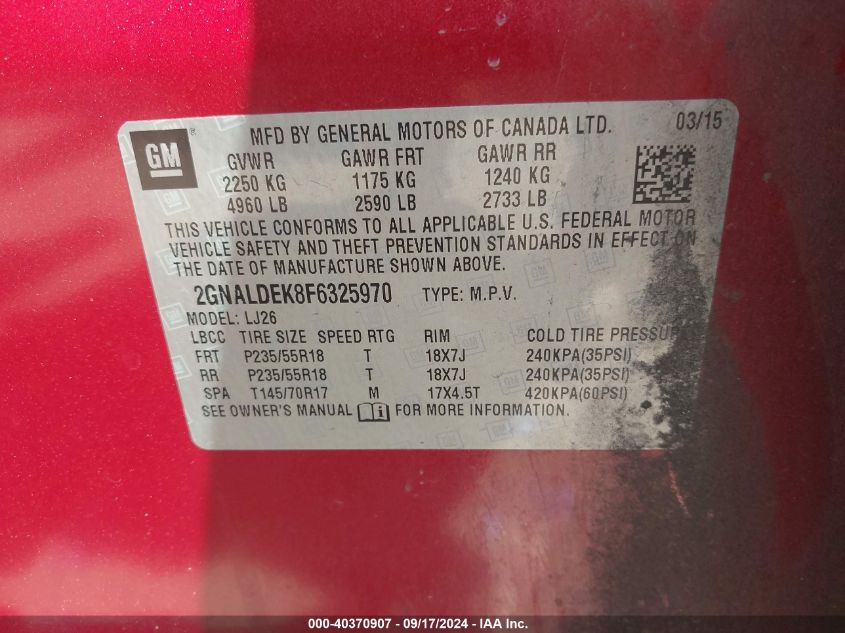 GM ®
MFD BY GENERAL MOTORS OF CANADA LTD. 03/15
GVWR GAWR FRT GAWR RR
2250 KG 1175 KG 1240 KG
4960 LB 2590 LB 2733 LB
THIS VEHICLE CONFORMS TO ALL APPLICABLE U.S. FEDERAL MOTOR
VEHICLE SAFETY AND THEFT PREVENTION STANDARDS IN EFFECT ON
THE DATE OF MANUFACTURE SHOWN ABOVE.
2GNALDEK8F6325970 TYPE: M.P.V.
MODEL: LJ26
LBCC TIRE SIZE SPEED RTG RIM COLD TIRE PRESSURE
FRT P235/55R18 T 18X7J 240KPA(35PSI)
RR P235/55R18 T 18X7J 240KPA(35PSI)
SPA T145/70R17 M 17X4.5T 420KPA(60PSI)
SEE OWNER'S MANUAL i FOR MORE INFORMATION.
000-40370907 - 09/17/2024 - IAA Inc.